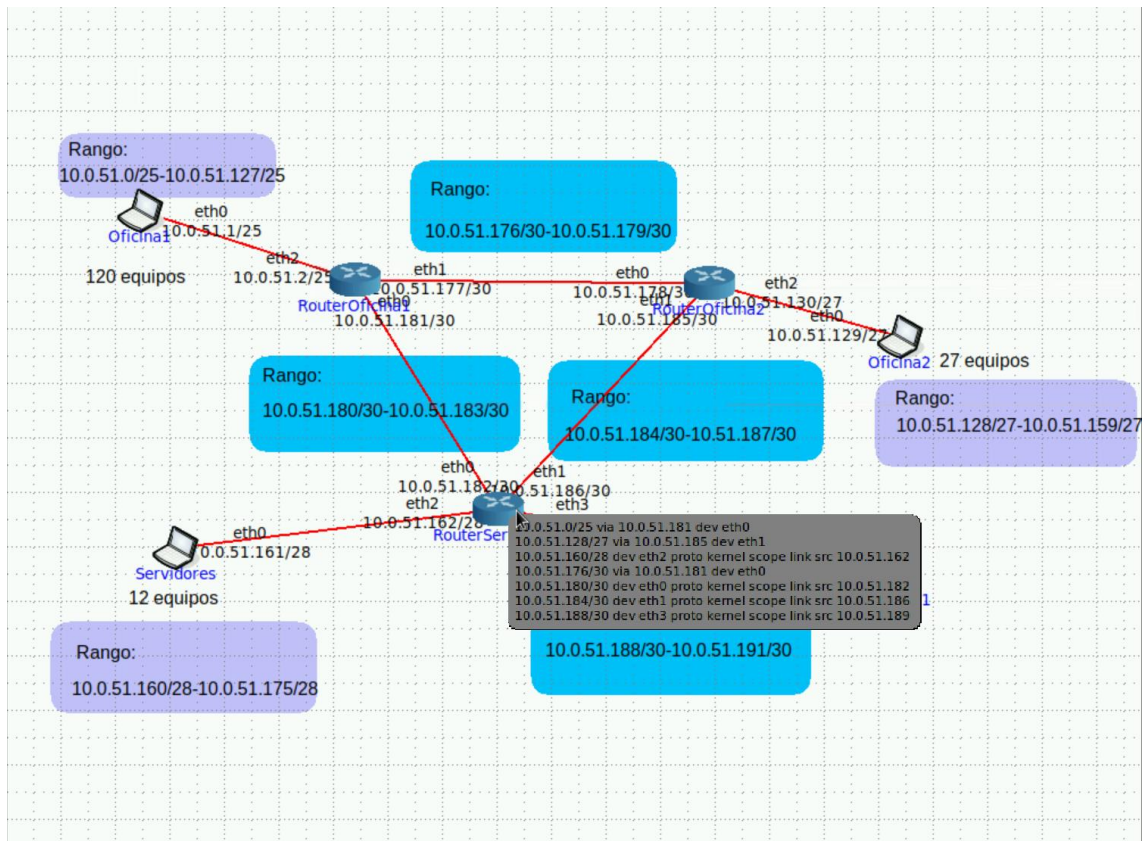 Rango:
10.0.51.0/25-10.0.51.127/25
eth0
10.0.51.1/25
Oficina1
120 equipos
eth2
10.0.51.2/25
RouterOficina1
eth1
10.0.51.177/30
eth0
10.0.51.181/30
Rango:
10.0.51.176/30-10.0.51.179/30
eth0
10.0.51.178/30
eth1
10.0.51.185/30
RouterOficina2
eth2
10.0.51.130/27
eth0
10.0.51.129/27
Oficina2
27 equipos
Rango:
10.0.51.128/27-10.0.51.159/27
Rango:
10.0.51.180/30-10.0.51.183/30
Rango:
10.0.51.184/30-10.51.187/30
eth0
10.0.51.182/30
eth1
10.0.51.186/30
eth2
10.0.51.162/28
eth3
RouterSer
eth0
0.0.51.161/28
Servidores
12 equipos
10.0.51.0/25 via 10.0.51.181 dev eth0
10.0.51.128/27 via 10.0.51.185 dev eth1
10.0.51.160/28 dev eth2 proto kernel scope link src 10.0.51.162
10.0.51.176/30 via 10.0.51.181 dev eth0
10.0.51.180/30 dev eth0 proto kernel scope link src 10.0.51.182
10.0.51.184/30 dev eth1 proto kernel scope link src 10.0.51.186
10.0.51.188/30 dev eth3 proto kernel scope link src 10.0.51.189
1
10.0.51.188/30-10.0.51.191/30
Rango:
10.0.51.160/28-10.0.51.175/28